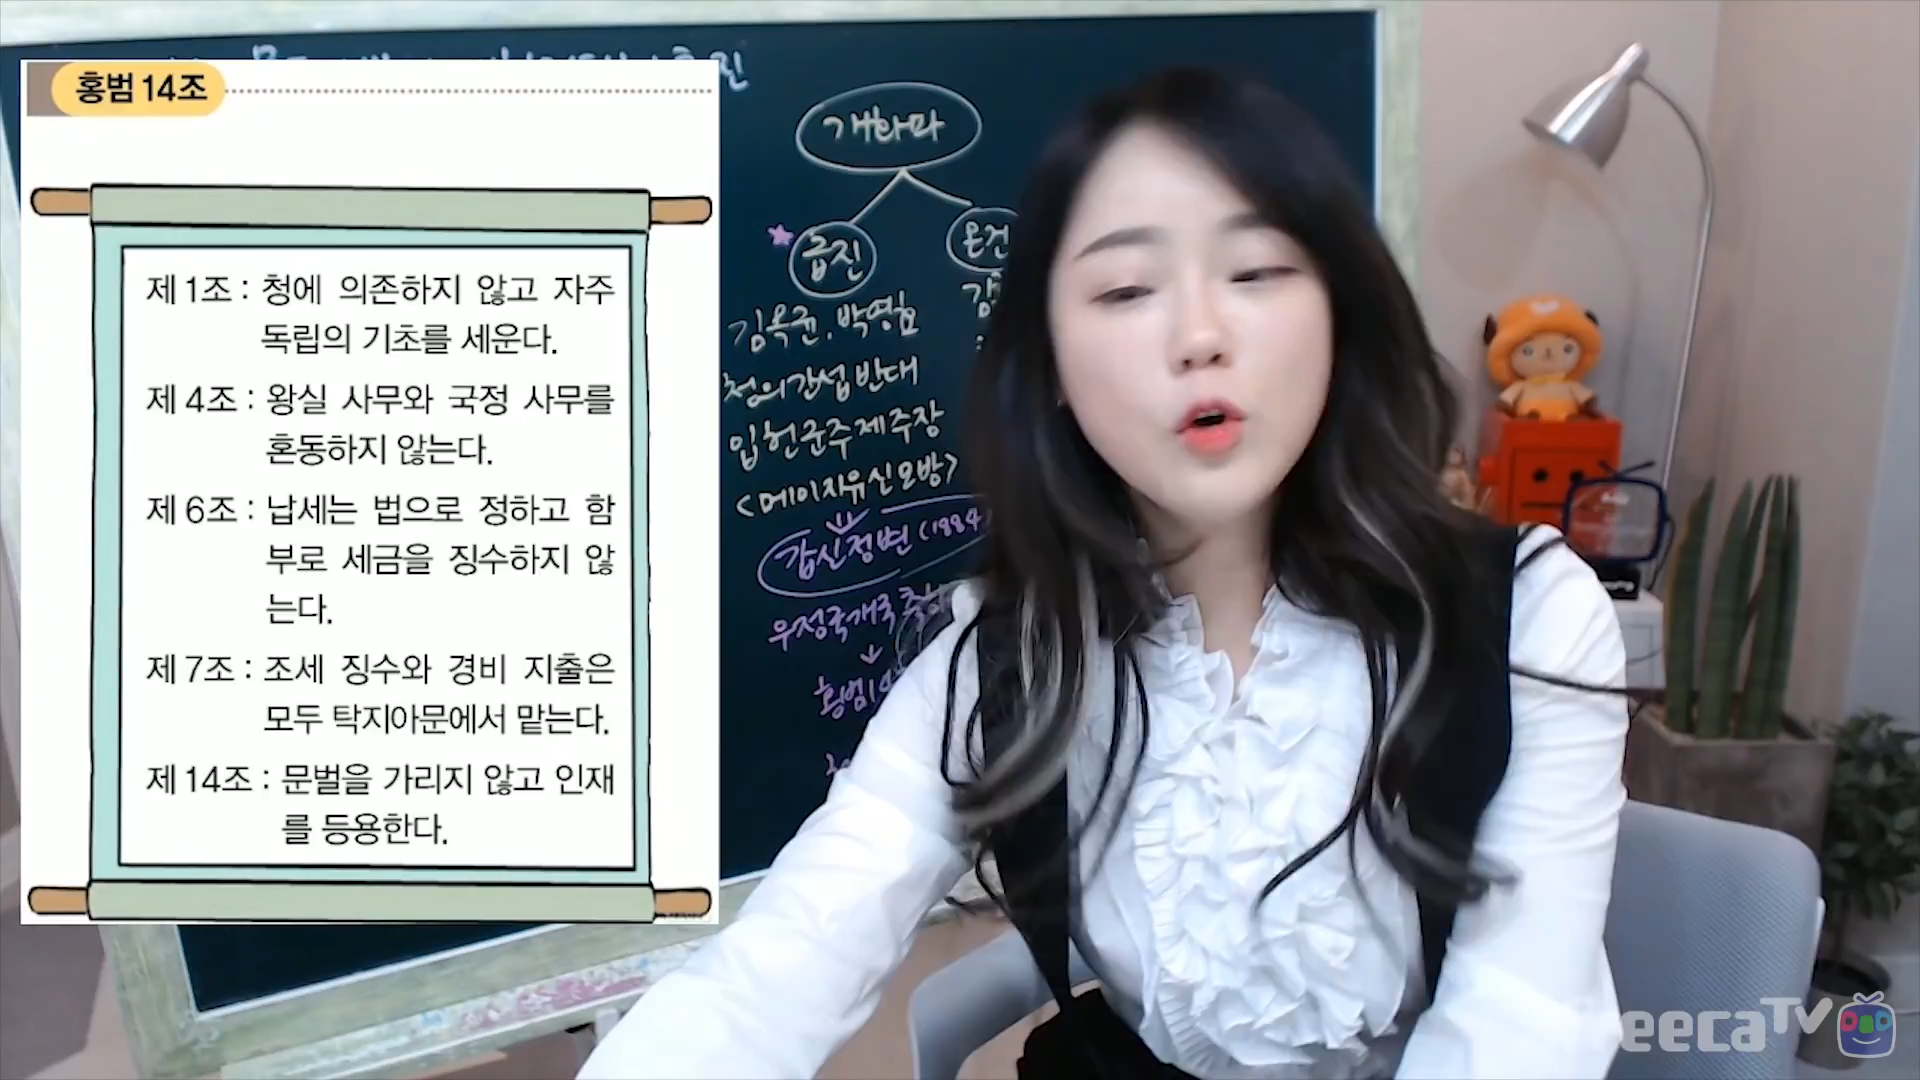 홍범 14조
제 1조 : 청에 의존하지 않고 자주
독립의 기초를 세운다.
제 4조 : 왕실 사무와 국정 사무를
혼동하지 않는다.
제 6조 : 납세는 법으로 정하고 함
부로 세금을 징수하지 않
는다.
제 7조 : 조세 징수와 경비 지출은
모두 탁지아문에서 맡는다.
제 14조 : 문벌을 가리지 않고 인재
를 등용한다.
개화파
급진
온건
김옥균, 박영효
청의 간섭 반대
입헌군주제 주장
<메이지유신 모방>
갑신정변 (1884
우정국 개국 축
홍범14
eecaTV